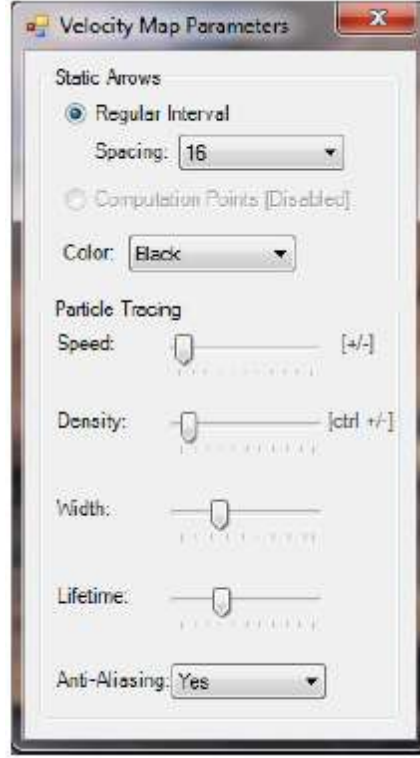 Velocity Map Parameters
Static Arrows
Regular Interval
Spacing: 16
Computation Points [Disabled]
Color: Black
Particle Tracing
Speed: [+/-]
Density: [ctrl +/-]
Width:
Lifetime:
Anti-Aliasing: Yes